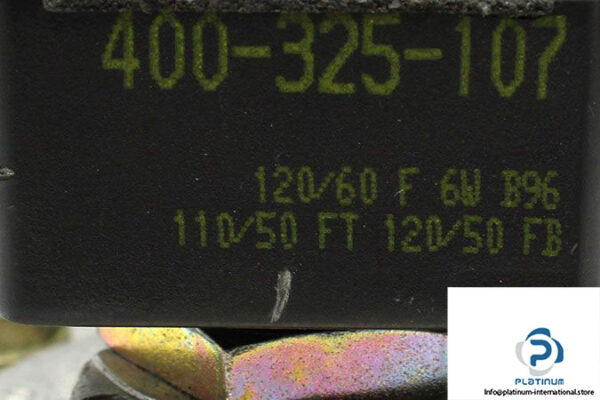 400-325-107
120/60 F 6W B96
110/50 FT 120/50 FB
PLATINUM
Info@platinum-international.store